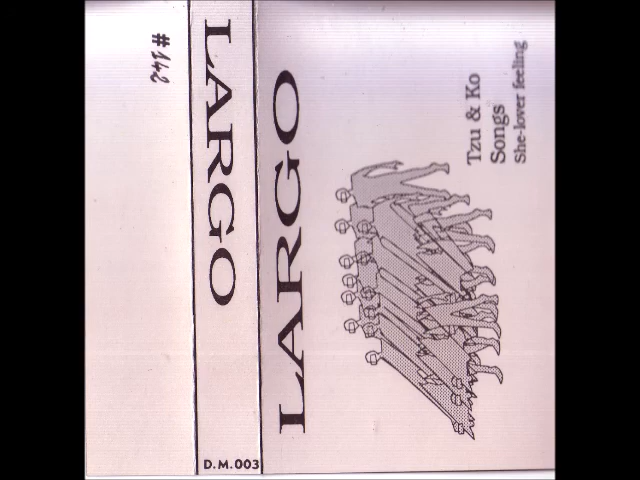 #142
LARGO
D.M.003
LARGO
Tzu & Ko
Songs
She-lover feeling